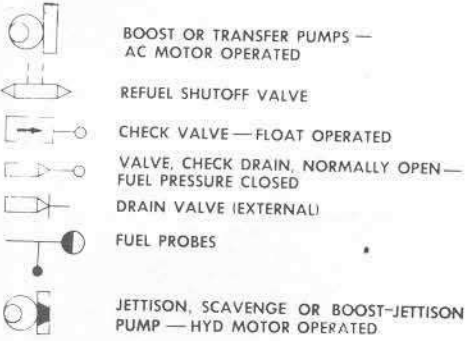 BOOST OR TRANSFER PUMPS —
AC MOTOR OPERATED
REFUEL SHUTOFF VALVE
CHECK VALVE — FLOAT OPERATED
VALVE, CHECK DRAIN, NORMALLY OPEN —
FUEL PRESSURE CLOSED
DRAIN VALVE (EXTERNAL)
FUEL PROBES
JETTISON, SCAVENGE OR BOOST-JETTISON
PUMP — HYD MOTOR OPERATED